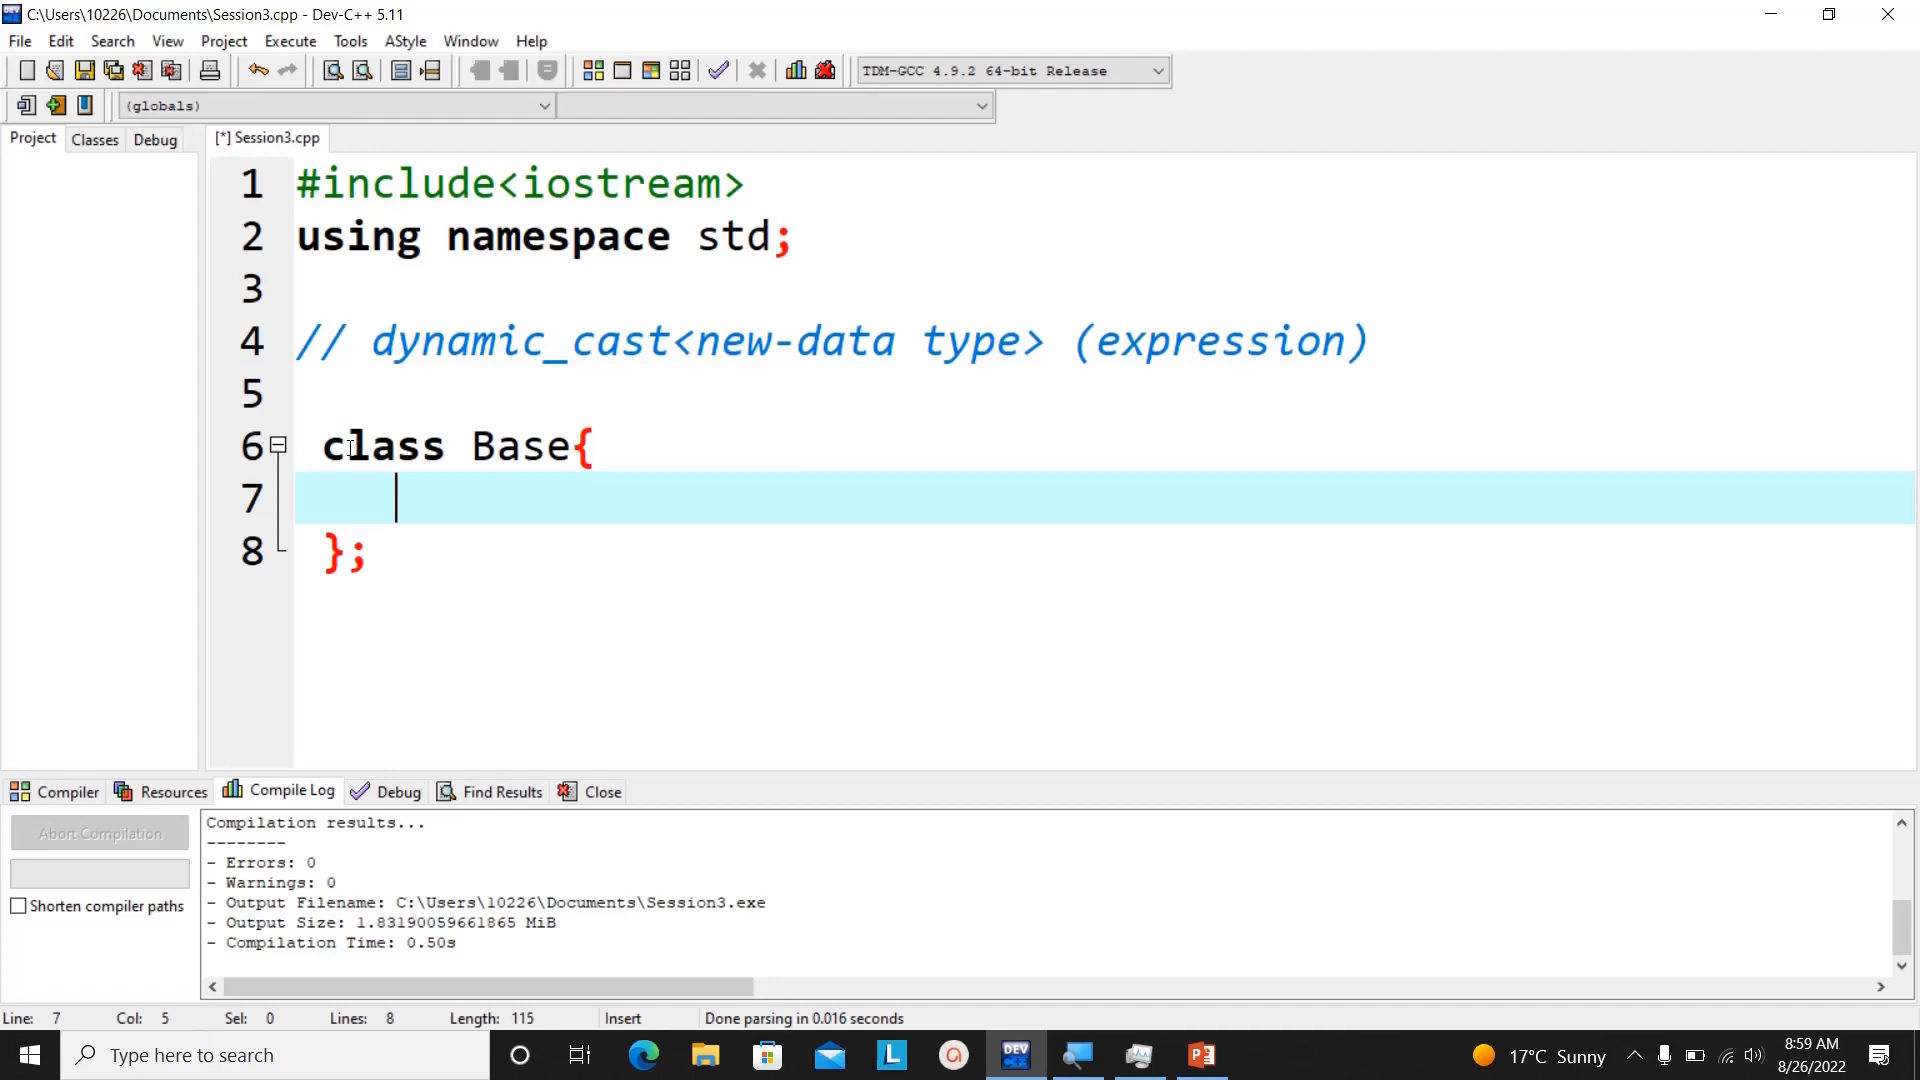 C:\Users\10226\Documents\Session3.cpp - Dev-C++ 5.11
File Edit Search View Project Execute Tools AStyle Window Help
TDM-GCC 4.9.2 64-bit Release
(globals)
Project Classes Debug
[*] Session3.cpp
1 #include<iostream>
2 using namespace std;
3
4 // dynamic_cast<new-data type> (expression)
5
6 class Base{
7
8 };
Compiler Resources Compile Log Debug Find Results Close
Abort Compilation
Shorten compiler paths
Compilation results...
--------
- Errors: 0
- Warnings: 0
- Output Filename: C:\Users\10226\Documents\Session3.exe
- Output Size: 1.83190059661865 MiB
- Compilation Time: 0.50s
Line: 7 Col: 5 Sel: 0 Lines: 8 Length: 115 Insert Done parsing in 0.016 seconds
Type here to search
L
a
DEV
P
17°C Sunny
8:59 AM
8/26/2022